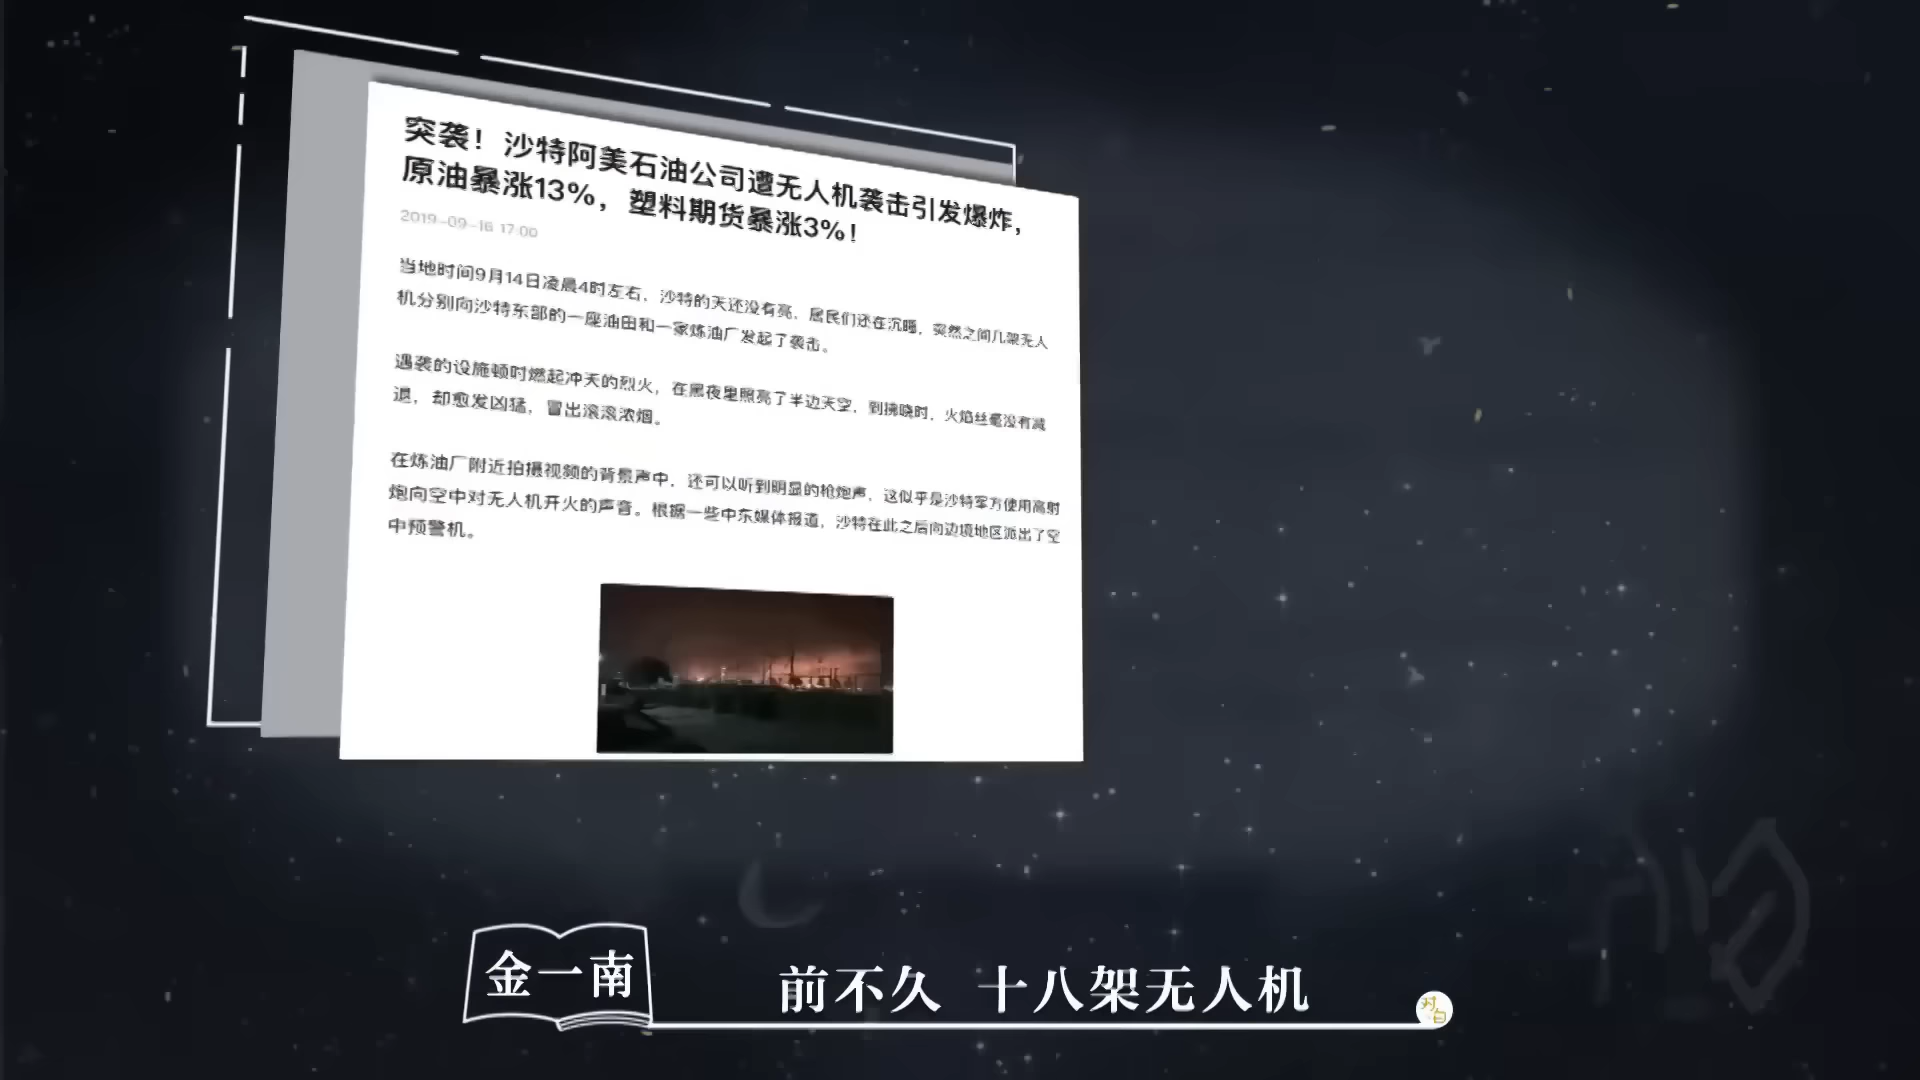 突袭！沙特阿美石油公司遭无人机袭击引发爆炸，
原油暴涨13%，塑料期货暴涨3%！
2019-09-16 17:00
当地时间9月14日凌晨4时左右，沙特的天还没有亮，居民们还在沉睡，突然之间几架无人
机分别向沙特东部的一座油田和一家炼油厂发起了袭击。
遇袭的设施顿时燃起冲天的烈火，在黑夜里照亮了半边天空，到拂晓时，火焰丝毫没有减
退，却愈发凶猛，冒出滚滚浓烟。
在炼油厂附近拍摄视频的背景声中，还可以听到明显的枪炮声，这似乎是沙特军方使用高射
炮向空中对无人机开火的声音。根据一些中东媒体报道，沙特在此之后向边境地区派出了空
中预警机。
金一南
前不久 十八架无人机
对白